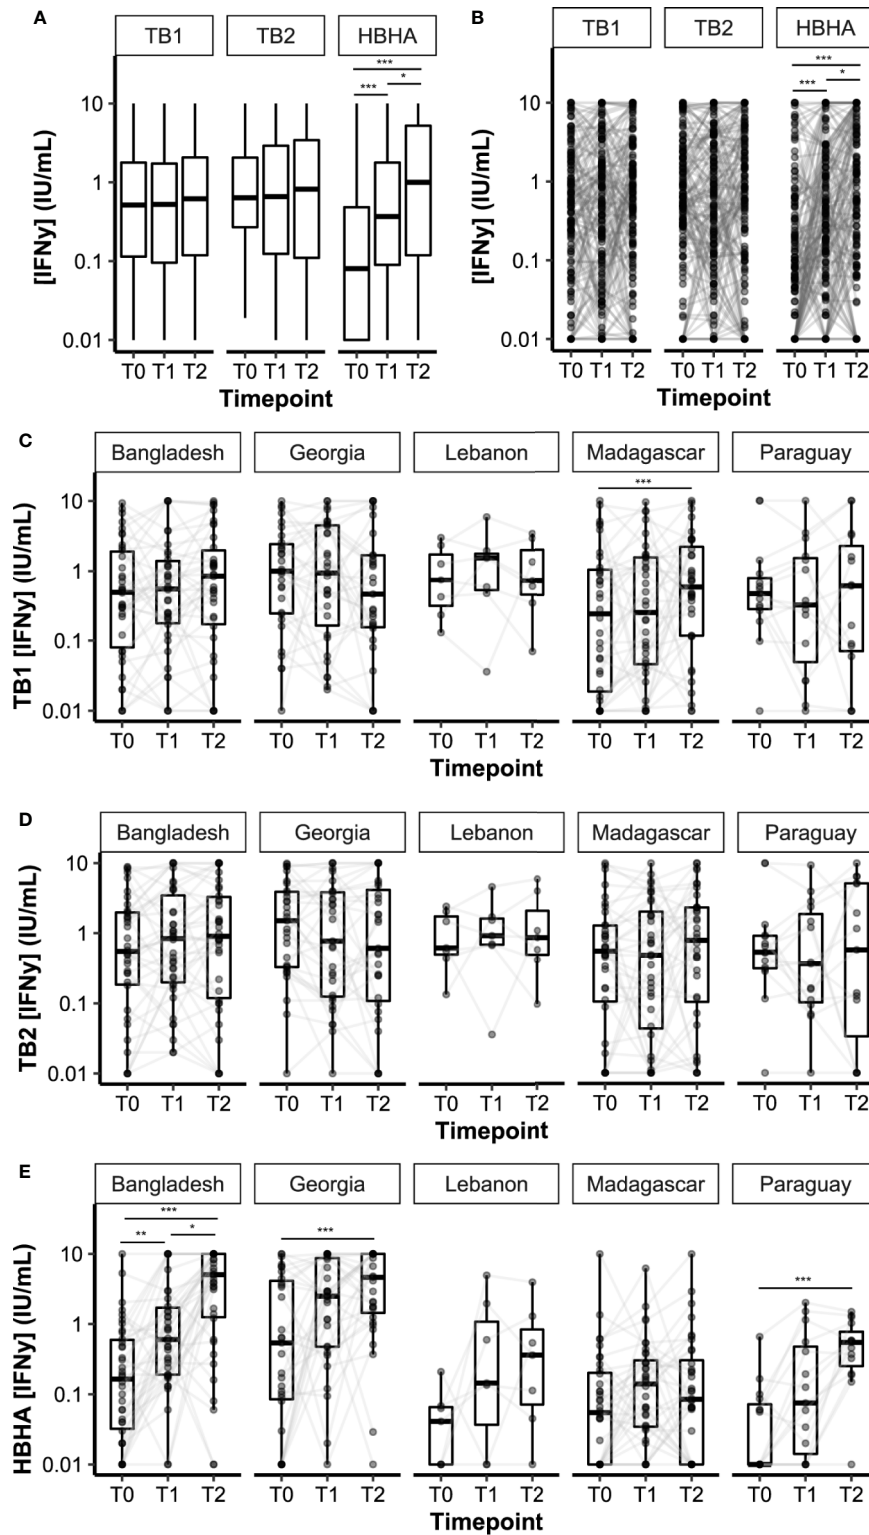 A
TB1 TB2 HBHA
*** 
*** *
[IFNy] (IU/mL)
10
1
0.1
0.01
T0 T1 T2 T0 T1 T2 T0 T1 T2
Timepoint
B
TB1 TB2 HBHA
***
*** *
[IFNy] (IU/mL)
10
1
0.1
0.01
T0 T1 T2 T0 T1 T2 T0 T1 T2
Timepoint
C
Bangladesh Georgia Lebanon Madagascar Paraguay
***
TB1 [IFNy] (IU/mL)
10
1
0.1
0.01
T0 T1 T2 T0 T1 T2 T0 T1 T2 T0 T1 T2 T0 T1 T2
Timepoint
D
Bangladesh Georgia Lebanon Madagascar Paraguay
TB2 [IFNy] (IU/mL)
10
1
0.1
0.01
T0 T1 T2 T0 T1 T2 T0 T1 T2 T0 T1 T2 T0 T1 T2
Timepoint
E
Bangladesh Georgia Lebanon Madagascar Paraguay
*** *** ***
** *
HBHA [IFNy] (IU/mL)
10
1
0.1
0.01
T0 T1 T2 T0 T1 T2 T0 T1 T2 T0 T1 T2 T0 T1 T2
Timepoint